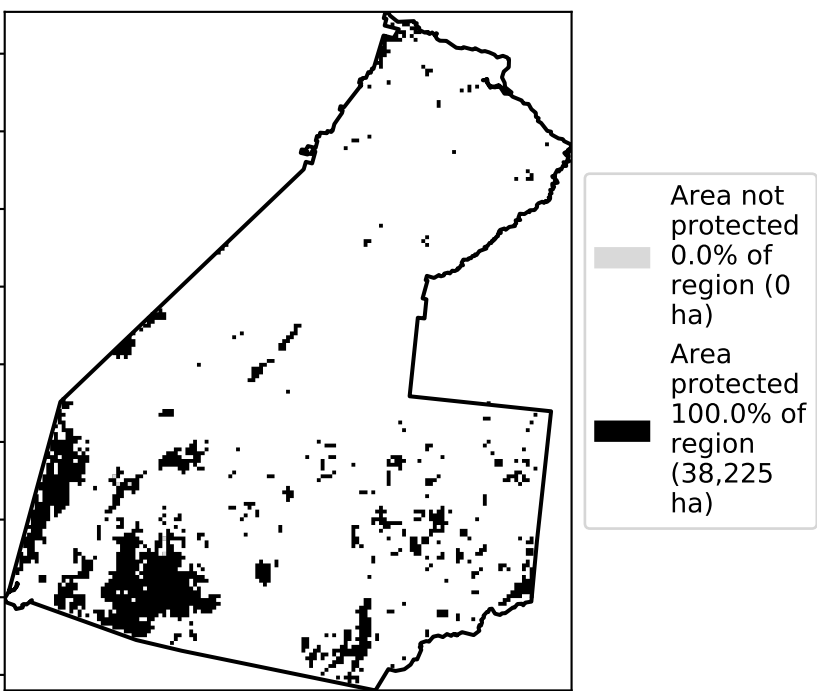 Area not
protected
0.0% of
region (0
ha)
Area
protected
100.0% of
region
(38,225
ha)